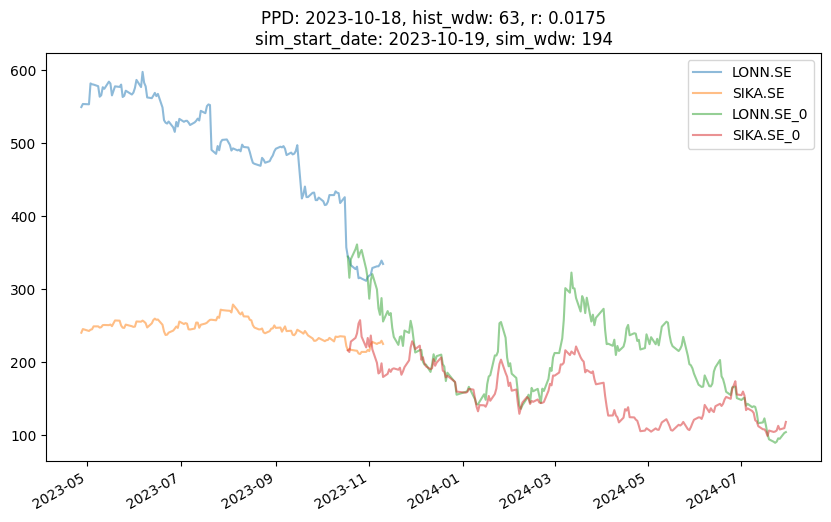 PPD: 2023-10-18, hist_wdw: 63, r: 0.0175
sim_start_date: 2023-10-19, sim_wdw: 194
LONN.SE
SIKA.SE
LONN.SE_0
SIKA.SE_0
600
500
400
300
200
100
2023-05
2023-07
2023-09
2023-11
2024-01
2024-03
2024-05
2024-07